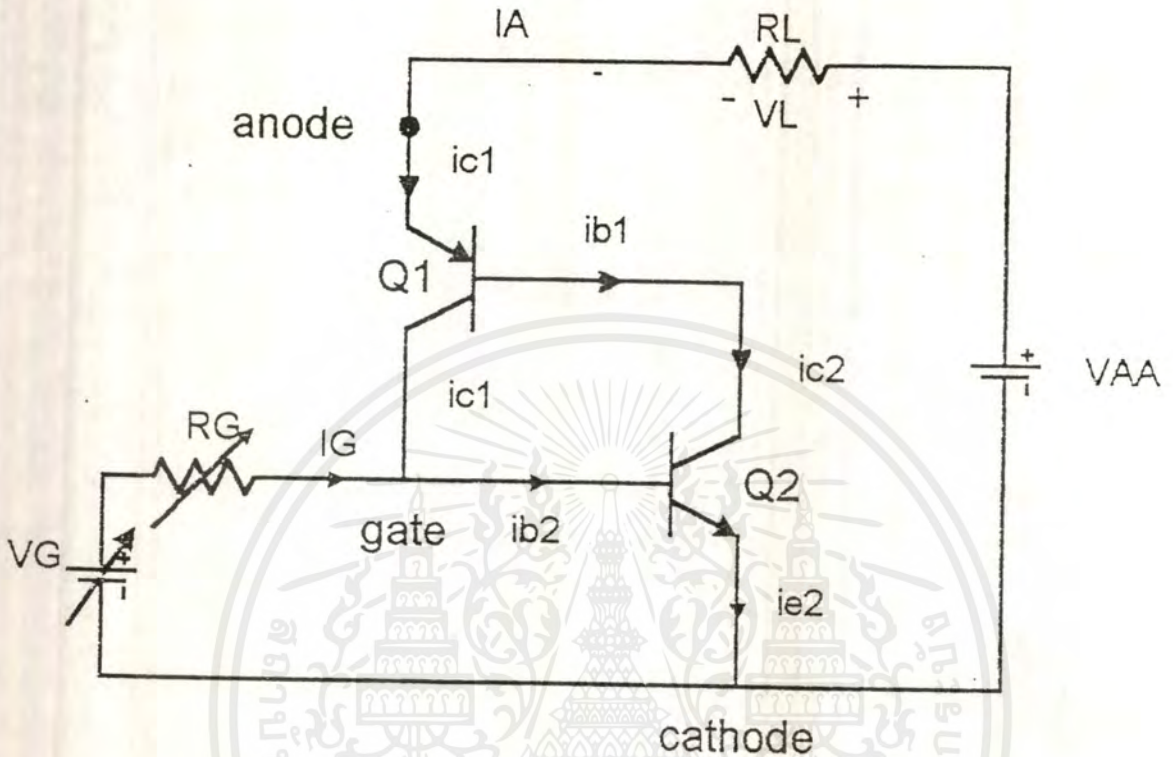 IA
RL
- VL +
anode
ic1
ib1
Q1
ic2
+
-
VAA
ic1
RG
IG
Q2
gate
ib2
VG
+
-
ie2
cathode